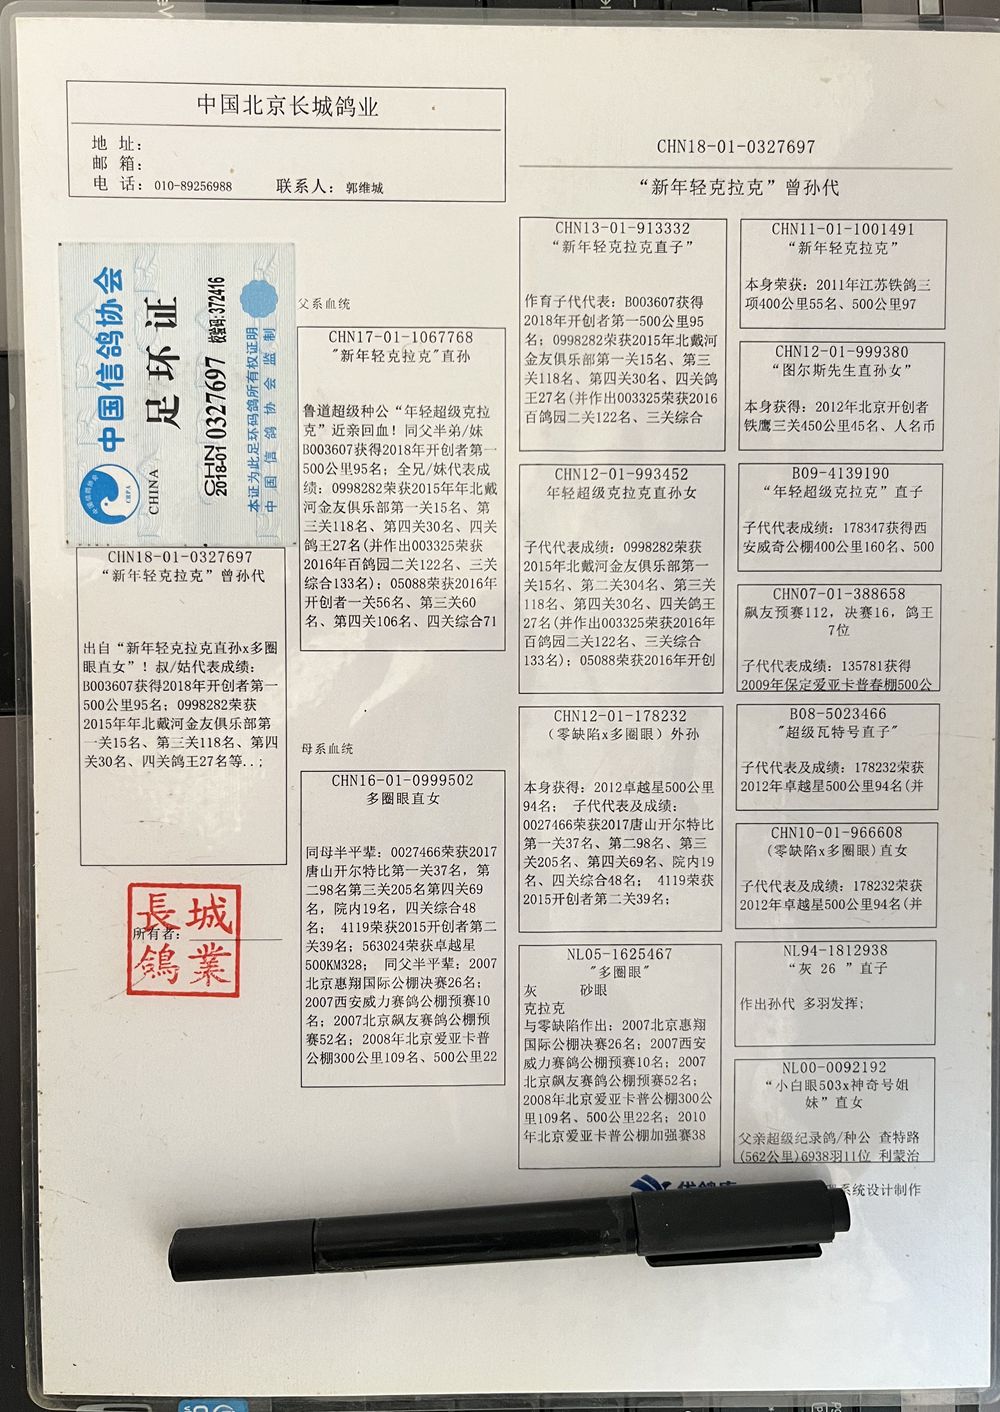 中国北京长城鸽业
地 址：
邮 箱：
电 话：010-89256988 联系人：郭维城
CHN18-01-0327697
“新年轻克拉克”曾孙代
中国信鸽协会
足环证
CHINA
CHN
2018-01 0327697 校验码:372416
本证为此足环码鸽所有权证明
中国信鸽协会监制
CHN18-01-0327697
“新年轻克拉克”曾孙代
出自“新年轻克拉克直孙x多圈
眼直女”！叔/姑代表成绩：
B003607获得2018年开创者第一
500公里95名；0998282荣获
2015年年北戴河金友俱乐部第
一关15名、第三关118名、第四
关30名、四关鸽王27名等..;
所有者：
長城
鴿業
父系血统
CHN17-01-1067768
"新年轻克拉克"直孙
鲁道超级种公“年轻超级克拉
克”近亲回血！同父半弟/妹
B003607获得2018年开创者第一
500公里95名；全兄/妹代表成
绩：0998282荣获2015年年北戴
河金友俱乐部第一关15名、第
三关118名、第四关30名、四关
鸽王27名(并作出003325荣获
2016年百鸽园二关122名、三关
综合133名)；05088荣获2016年
开创者一关56名、第三关60
名、第四关106名、四关综合71
母系血统
CHN16-01-0999502
多圈眼直女
同母半平辈：0027466荣获2017
唐山开尔特比第一关37名，第
二98名第三关205名第四关69
名，院内19名，四关综合48
名； 4119荣获2015开创者第二
关39名；563024荣获卓越星
500KM328； 同父半平辈：2007
北京惠翔国际公棚决赛26名；
2007西安威力赛鸽公棚预赛10
名；2007北京飙友赛鸽公棚预
赛52名；2008年北京爱亚卡普
公棚300公里109名、500公里22
CHN13-01-913332
“新年轻克拉克直子”
作育子代代表：B003607获得
2018年开创者第一500公里95
名；0998282荣获2015年北戴河
金友俱乐部第一关15名、第三
关118名、第四关30名、四关鸽
王27名(并作出003325荣获2016
百鸽园二关122名、三关综合
CHN12-01-993452
年轻超级克拉克直孙女
子代代表成绩：0998282荣获
2015年北戴河金友俱乐部第一
关15名、第二关304名、第三关
118名、第四关30名、四关鸽王
27名(并作出003325荣获2016年
百鸽园二关122名、三关综合
133名)；05088荣获2016年开创
CHN12-01-178232
（零缺陷x多圈眼）外孙
本身获得：2012卓越星500公里
94名； 子代代表及成绩：
0027466荣获2017唐山开尔特比
第一关37名、第二98名、第三
关205名、第四关69名、院内19
名、四关综合48名； 4119荣获
2015开创者第二关39名；
NL05-1625467
"多圈眼"
灰 砂眼
克拉克
与零缺陷作出：2007北京惠翔
国际公棚决赛26名；2007西安
威力赛鸽公棚预赛10名；2007
北京飙友赛鸽公棚预赛52名；
2008年北京爱亚卡普公棚300公
里109名、500公里22名；2010
年北京爱亚卡普公棚加强赛38
CHN11-01-1001491
“新年轻克拉克”
本身荣获：2011年江苏铁鸽三
项400公里55名、500公里97
CHN12-01-999380
“图尔斯先生直孙女”
本身获得：2012年北京开创者
铁鹰三关450公里45名、人名币
B09-4139190
“年轻超级克拉克”直子
子代代表成绩：178347获得西
安威奇公棚400公里160名、500
CHN07-01-388658
飙友预赛112，决赛16，鸽王
7位
子代代表成绩：135781获得
2009年保定爱亚卡普春棚500公
B08-5023466
"超级瓦特号直子"
子代代表及成绩：178232荣获
2012年卓越星500公里94名(并
CHN10-01-966608
(零缺陷x多圈眼)直女
子代代表及成绩：178232荣获
2012年卓越星500公里94名(并
NL94-1812938
“灰 26 ”直子
作出孙代 多羽发挥;
NL00-0092192
“小白眼503x神奇号姐
妹”直女
父亲超级纪录鸽/种公 查特路
(562公里)6938羽11位 利蒙治
系统设计制作